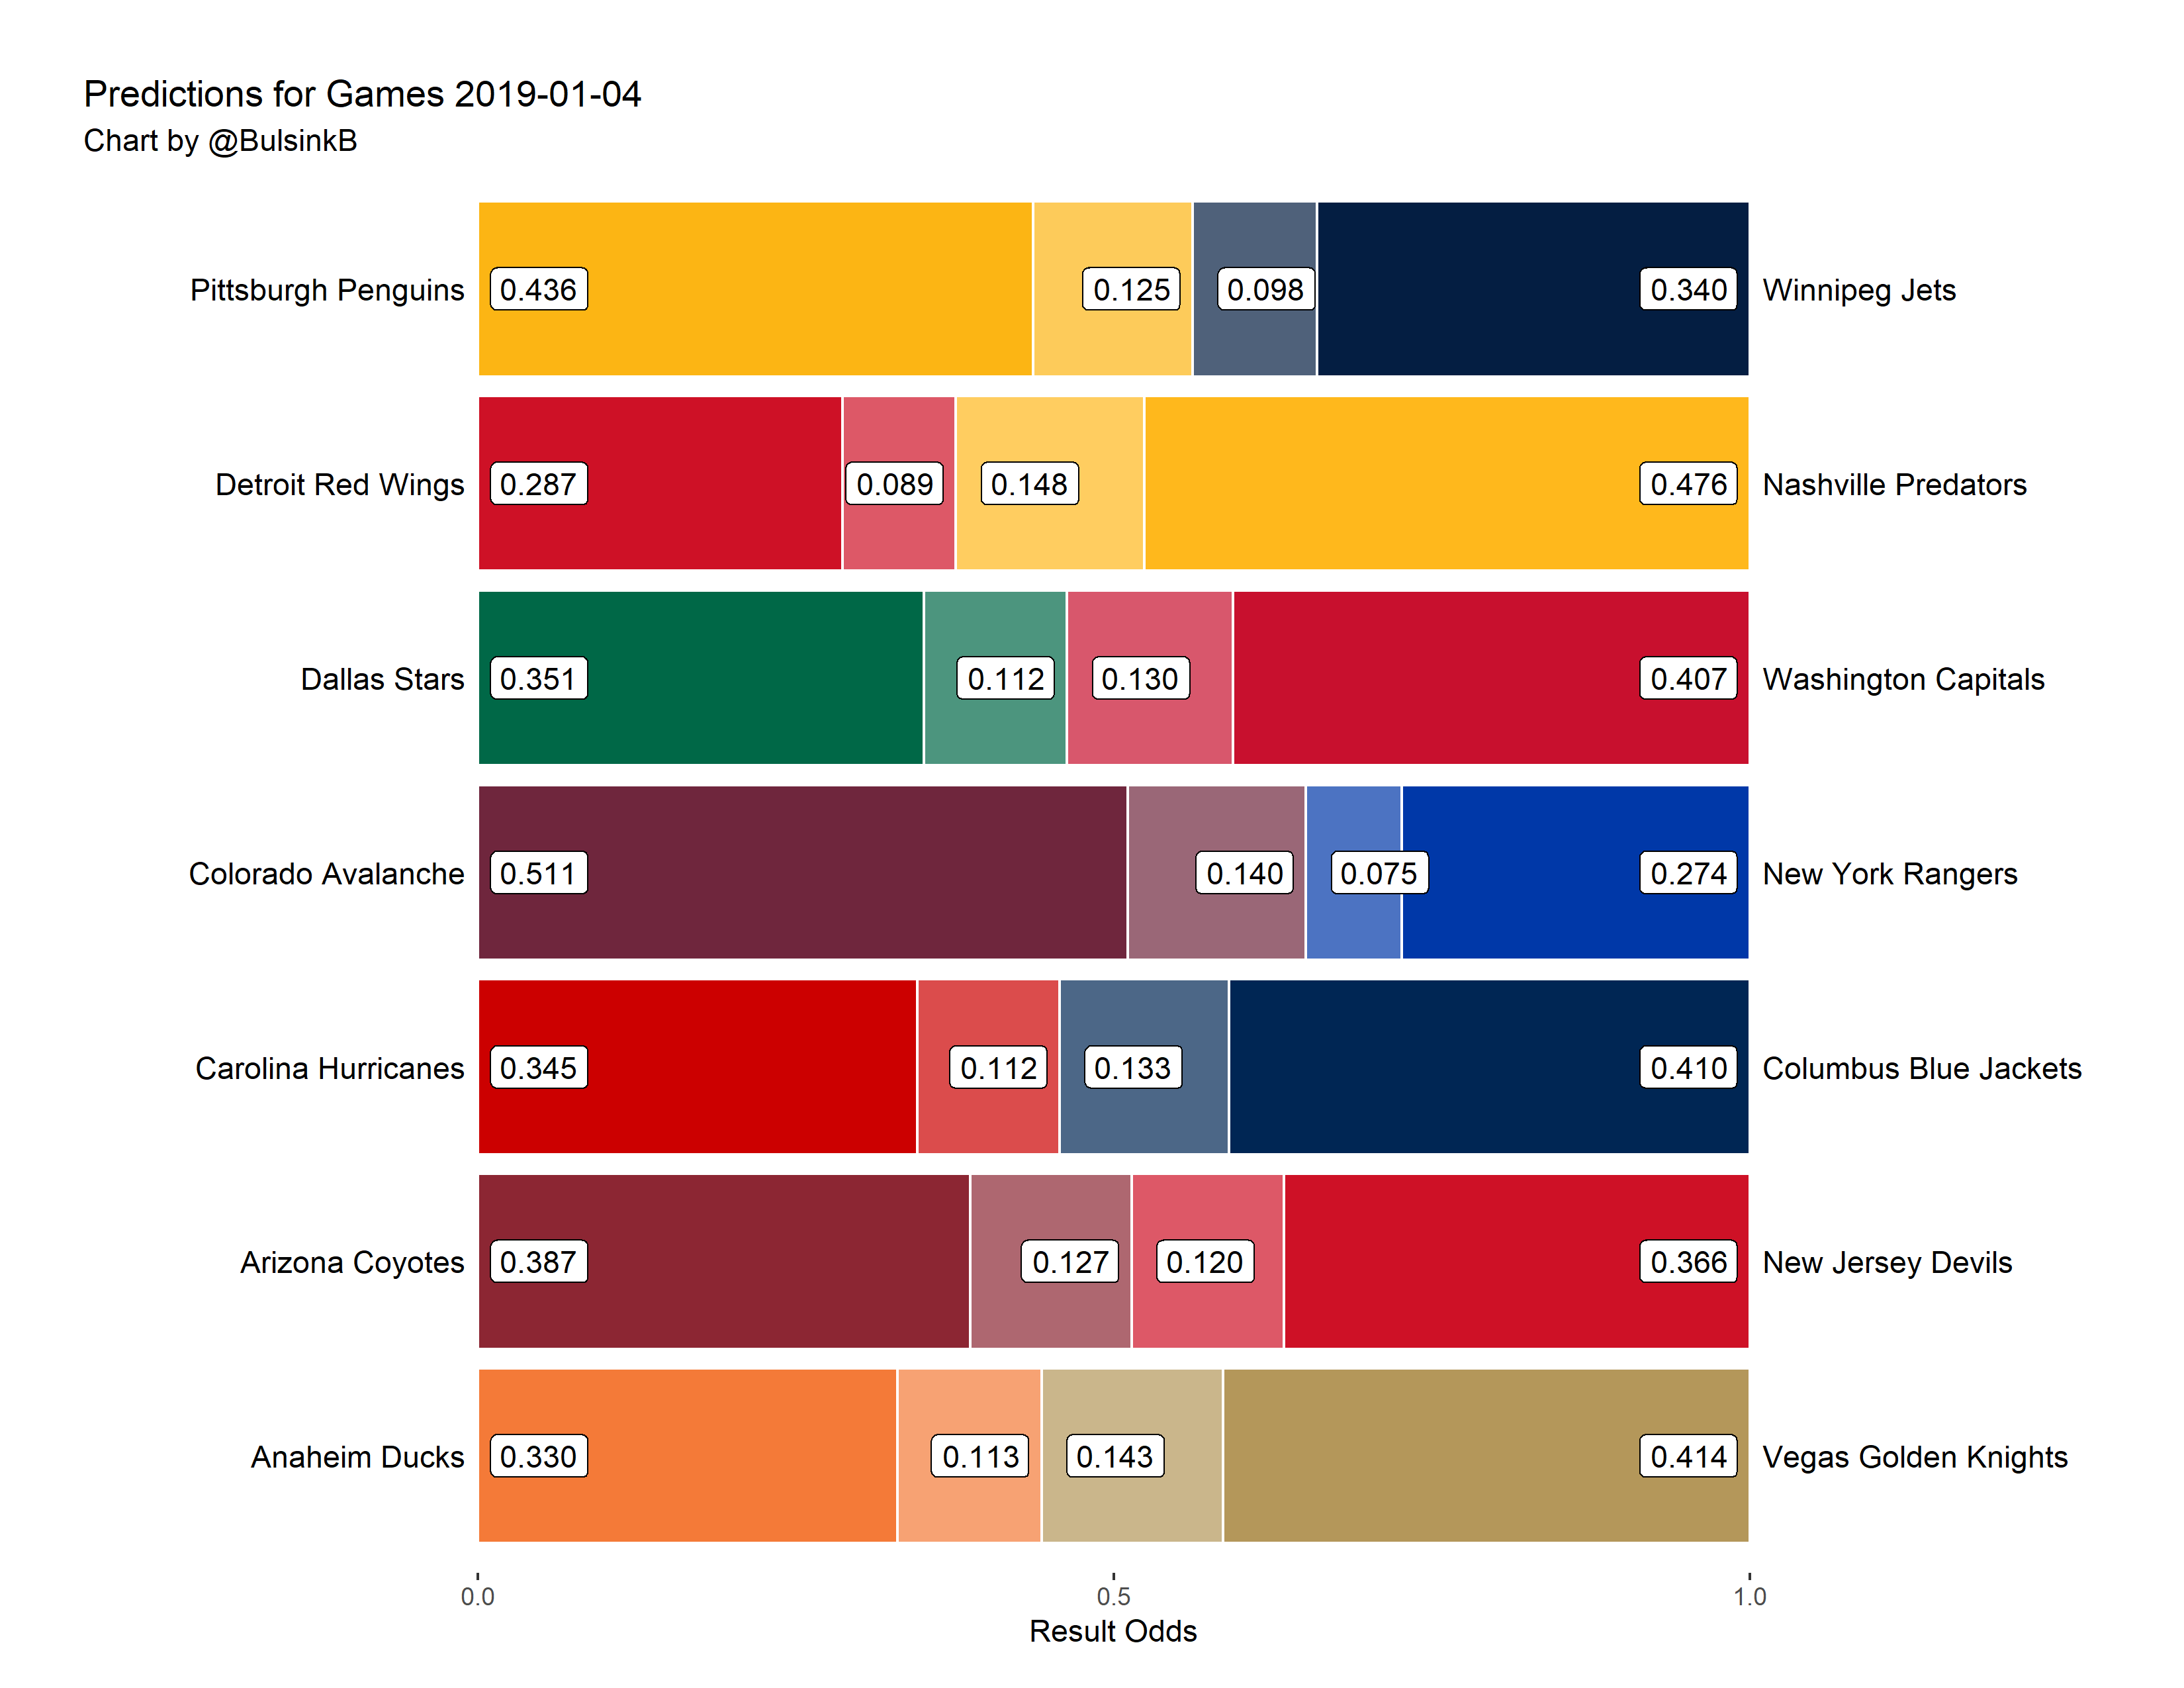 Predictions for Games 2019-01-04
Chart by @BulsinkB
Pittsburgh Penguins 0.436 0.125 0.098 0.340 Winnipeg Jets
Detroit Red Wings 0.287 0.089 0.148 0.476 Nashville Predators
Dallas Stars 0.351 0.112 0.130 0.407 Washington Capitals
Colorado Avalanche 0.511 0.140 0.075 0.274 New York Rangers
Carolina Hurricanes 0.345 0.112 0.133 0.410 Columbus Blue Jackets
Arizona Coyotes 0.387 0.127 0.120 0.366 New Jersey Devils
Anaheim Ducks 0.330 0.113 0.143 0.414 Vegas Golden Knights
0.0 0.5 1.0
Result Odds